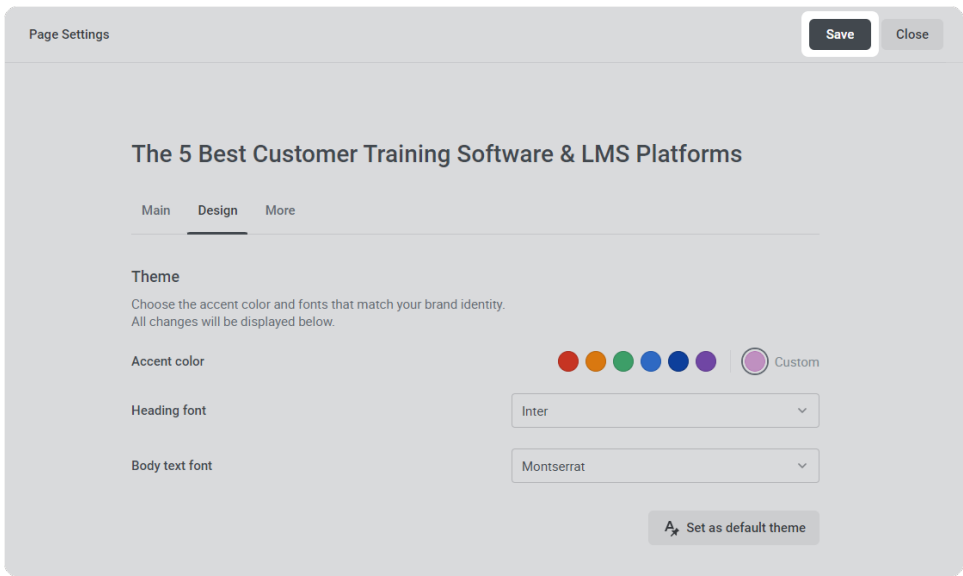 Page Settings
Save
Close
The 5 Best Customer Training Software & LMS Platforms
Main
Design
More
Theme
Choose the accent color and fonts that match your brand identity.
All changes will be displayed below.
Accent color
Custom
Heading font
Inter
Body text font
Montserrat
Set as default theme